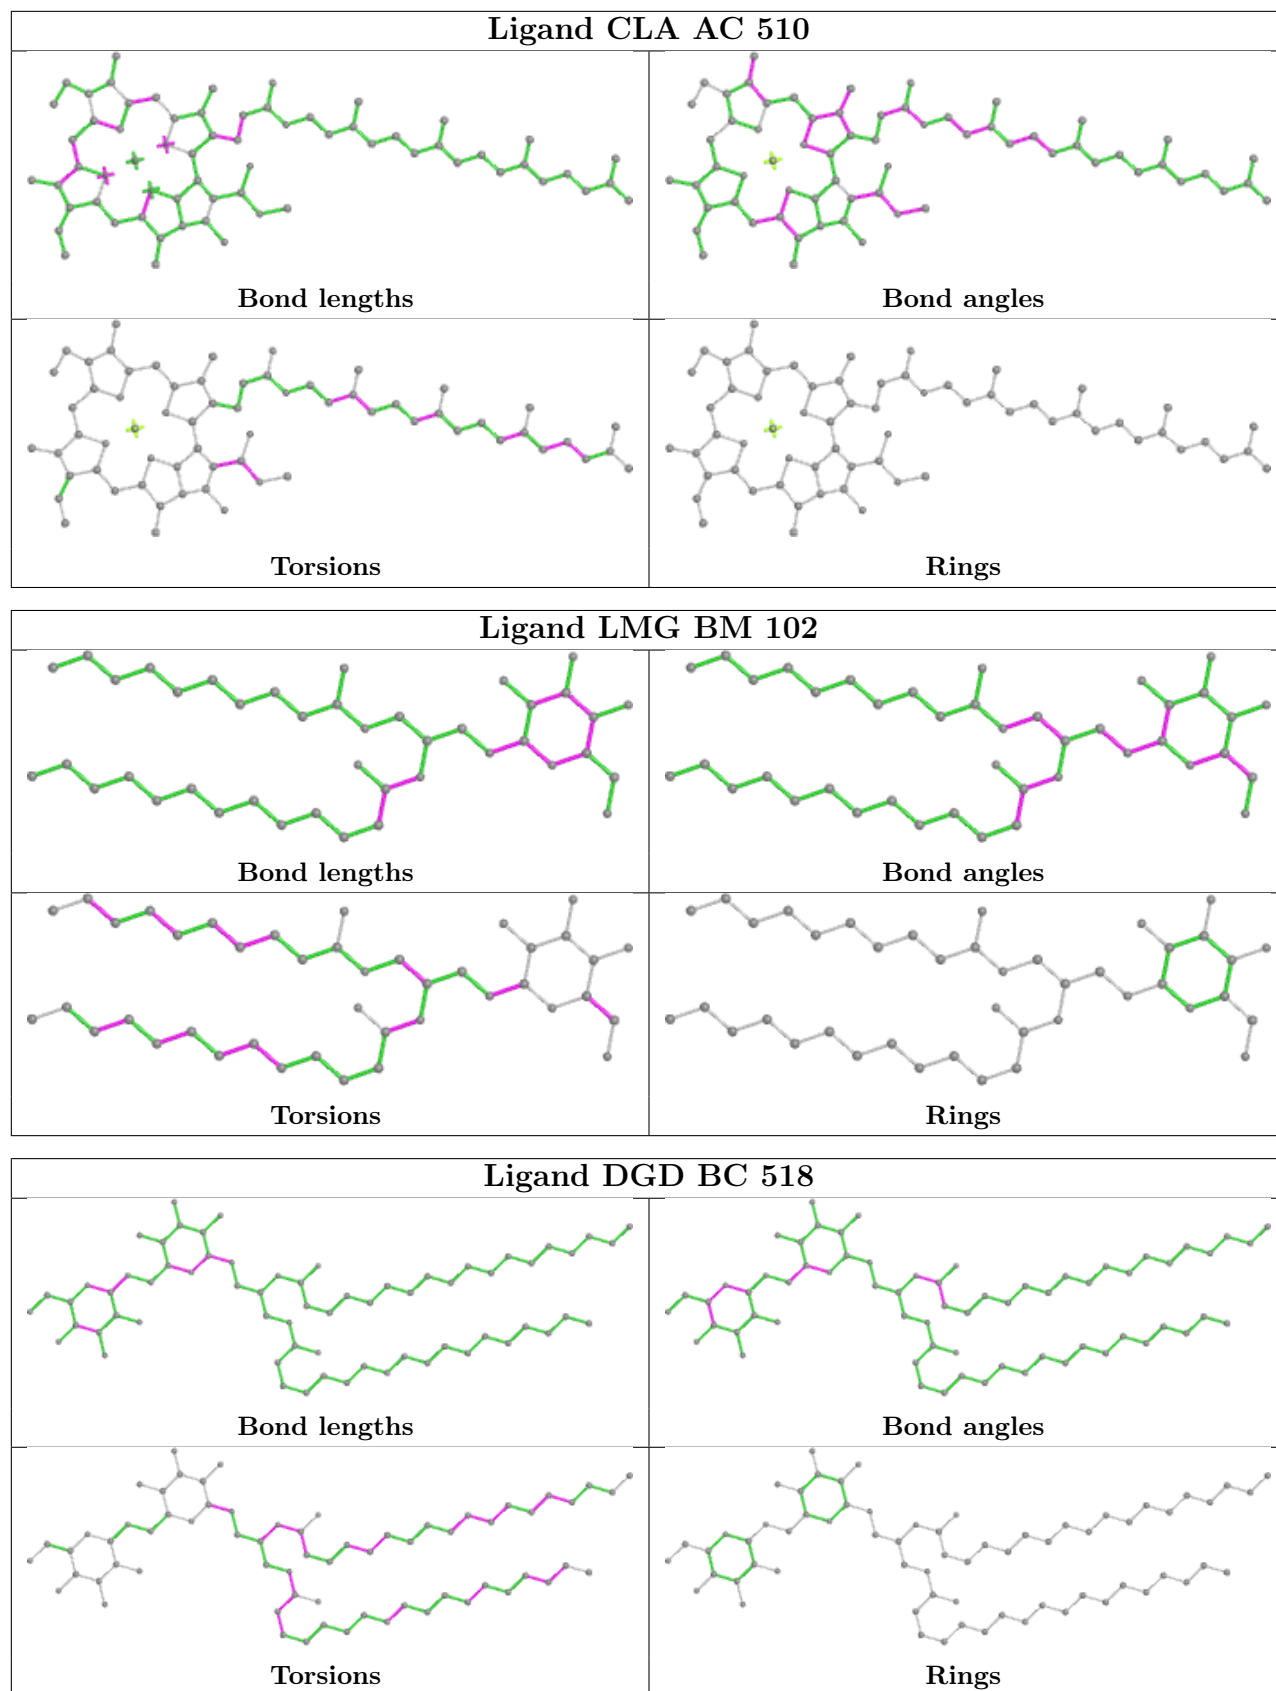 Ligand CLA AC 510
Bond lengths
Bond angles
Torsions
Rings
Ligand LMG BM 102
Bond lengths
Bond angles
Torsions
Rings
Ligand DGD BC 518
Bond lengths
Bond angles
Torsions
Rings